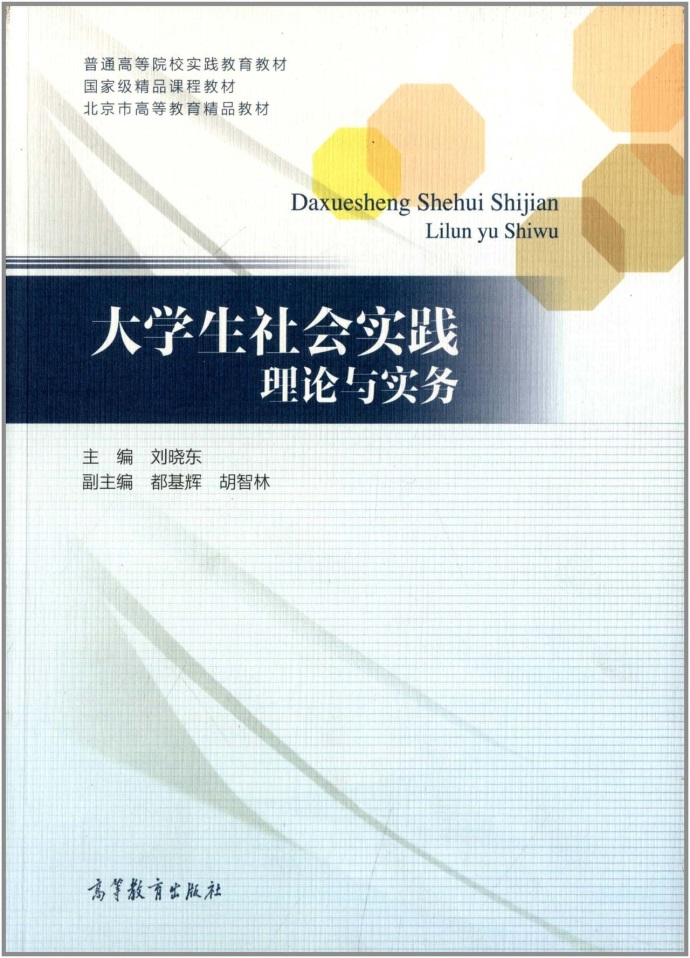 普通高等院校实践教育教材
国家级精品课程教材
北京市高等教育精品教材
Daxuesheng Shehui Shijian
Lilun yu Shiwu
大学生社会实践
理论与实务
主 编 刘晓东
副主编 都基辉 胡智林
高等教育出版社